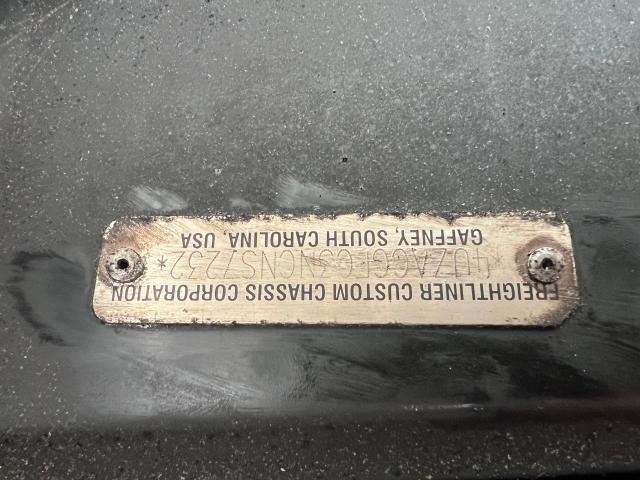 FREIGHTLINER CUSTOM CHASSIS CORPORATION
*4UZACGFC3NCNS7232*
GAFFNEY, SOUTH CAROLINA, USA